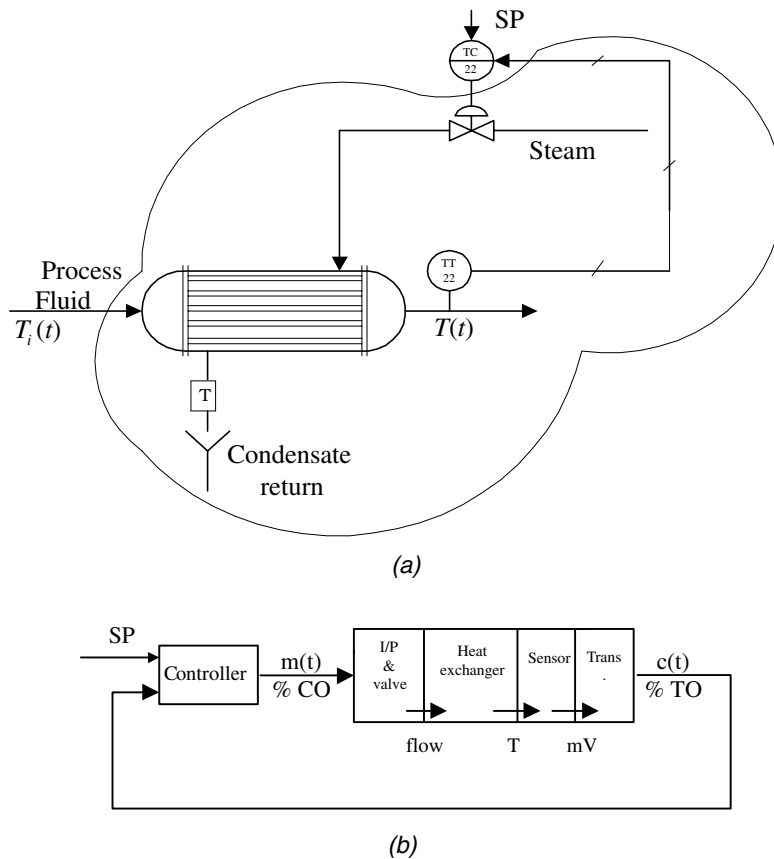 SP
TC
22
Steam
TT
22
Process
Fluid
T_i(t)
T(t)
T
Condensate
return
(a)
SP
Controller
m(t)
% CO
I/P
&
valve
Heat
exchanger
Sensor
Trans
.
c(t)
% TO
flow
T
mV
(b)